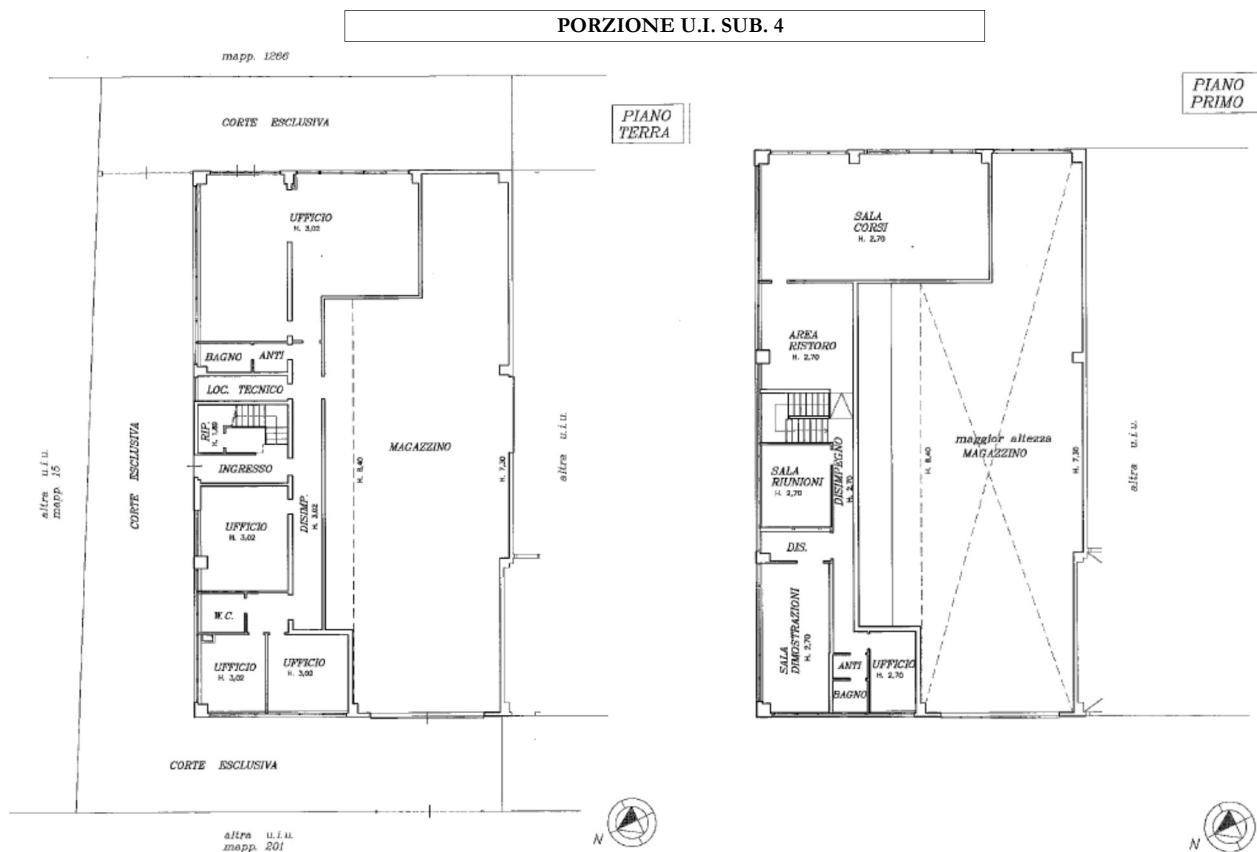 PORZIONE U.I. SUB. 4
mapp. 1266
CORTE ESCLUSIVA
PIANO
TERRA
UFFICIO
H. 3,02
BAGNO
ANTI
LOC. TECNICO
RIP.
H. 1,80
INGRESSO
MAGAZZINO
H. 8,40
H. 7,30
DISIMP.
H. 3,02
UFFICIO
H. 3,02
W.C.
UFFICIO
H. 3,02
UFFICIO
H. 3,02
CORTE ESCLUSIVA
altra u.i.u.
mapp. 15
altra u.i.u.
CORTE ESCLUSIVA
altra u.i.u.
mapp. 201
N
PIANO
PRIMO
SALA
CORSI
H. 2,70
AREA
RISTORO
H. 2,70
SALA
RIUNIONI
H. 2,70
DISIMPEGNO
H. 2,70
H. 8,40
maggior altezza
MAGAZZINO
H. 7,30
DIS.
SALA
DIMOSTRAZIONI
H. 2,70
ANTI
BAGNO
UFFICIO
H. 2,70
altra u.i.u.
N